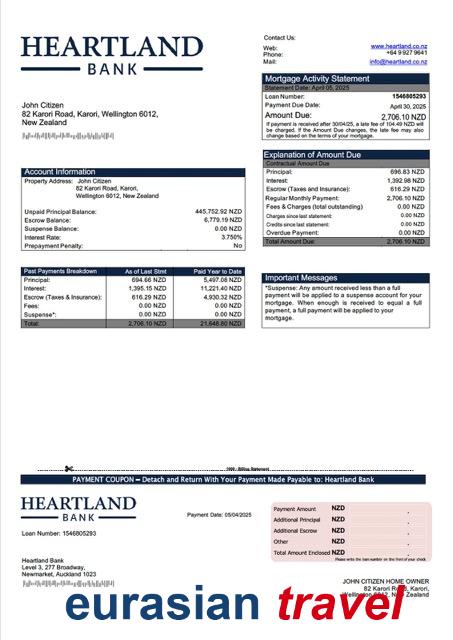 HEARTLAND
BANK
Contact Us:
Web: www.heartland.co.nz
Phone: +64 9 927 9641
Mail: info@heartland.co.nz
Mortgage Activity Statement
Statement Date: April 05, 2025
Loan Number: 1546805293
Payment Due Date: April 30, 2025
Amount Due: 2,706.10 NZD
If payment is received after 30/04/25, a late fee of 104.49 NZD will
be charged. If the Amount Due changes, the late fee may also
change based on the terms of your mortgage.
John Citizen
82 Karori Road, Karori, Wellington 6012,
New Zealand
Explanation of Amount Due
Contractual Amount Due
Principal: 696.83 NZD
Interest: 1,392.98 NZD
Escrow (Taxes and Insurance): 616.29 NZD
Regular Monthly Payment: 2,706.10 NZD
Fees & Charges (total outstanding) 0.00 NZD
Charges since last statement: 0.00 NZD
Credits since last statement: 0.00 NZD
Overdue Payment: 0.00 NZD
Total Amount Due: 2,706.10 NZD
Account Information
Property Address: John Citizen
82 Karori Road, Karori,
Wellington 6012, New Zealand
Unpaid Principal Balance: 445,752.92 NZD
Escrow Balance: 6,779.19 NZD
Suspense Balance: 0.00 NZD
Interest Rate: 3.750%
Prepayment Penalty: No
Past Payments Breakdown As of Last Stmt Paid Year to Date
Principal: 694.66 NZD 5,497.08 NZD
Interest: 1,395.15 NZD 11,221.40 NZD
Escrow (Taxes & Insurance): 616.29 NZD 4,930.32 NZD
Fees: 0.00 NZD 0.00 NZD
Suspense*: 0.00 NZD 0.00 NZD
Total: 2,706.10 NZD 21,648.80 NZD
Important Messages
*Suspense: Any amount received less than a full
payment will be applied to a suspense account for your
mortgage. When enough is received to equal a full
payment, a full payment will be applied to your
mortgage.
Billing Statement
PAYMENT COUPON – Detach and Return With Your Payment Made Payable to: Heartland Bank
HEARTLAND
BANK
Payment Date: 05/04/2025
Loan Number: 1546805293
Payment Amount NZD .
Additional Principal NZD .
Additional Escrow NZD .
Other NZD .
Total Amount Enclosed NZD .
Please write the loan number on the front of your check
Heartland Bank
Level 3, 277 Broadway,
Newmarket, Auckland 1023
JOHN CITIZEN HOME OWNER
82 Karori Road, Karori,
eurasian travel